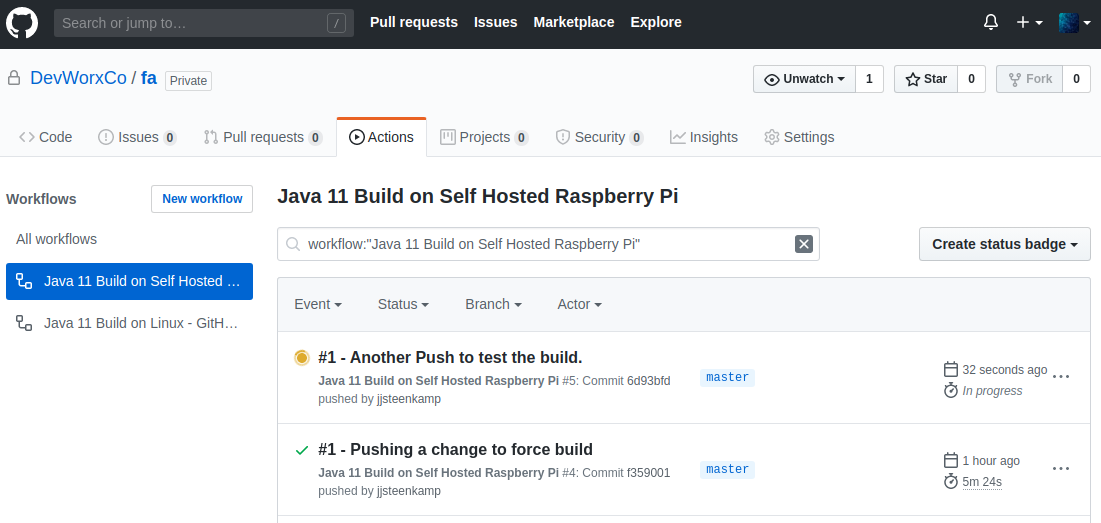 Search or jump to… /
Pull requests Issues Marketplace Explore
DevWorxCo / fa Private
Unwatch 1 Star 0 Fork 0
Code Issues 0 Pull requests 0 Actions Projects 0 Security 0 Insights Settings
Workflows New workflow
All workflows
Java 11 Build on Self Hosted …
Java 11 Build on Linux - GitH…
Java 11 Build on Self Hosted Raspberry Pi
workflow:"Java 11 Build on Self Hosted Raspberry Pi"
Create status badge
Event Status Branch Actor
#1 - Another Push to test the build.
Java 11 Build on Self Hosted Raspberry Pi #5: Commit 6d93bfd
pushed by jjsteenkamp
master
32 seconds ago
In progress
#1 - Pushing a change to force build
Java 11 Build on Self Hosted Raspberry Pi #4: Commit f359001
pushed by jjsteenkamp
master
1 hour ago
5m 24s